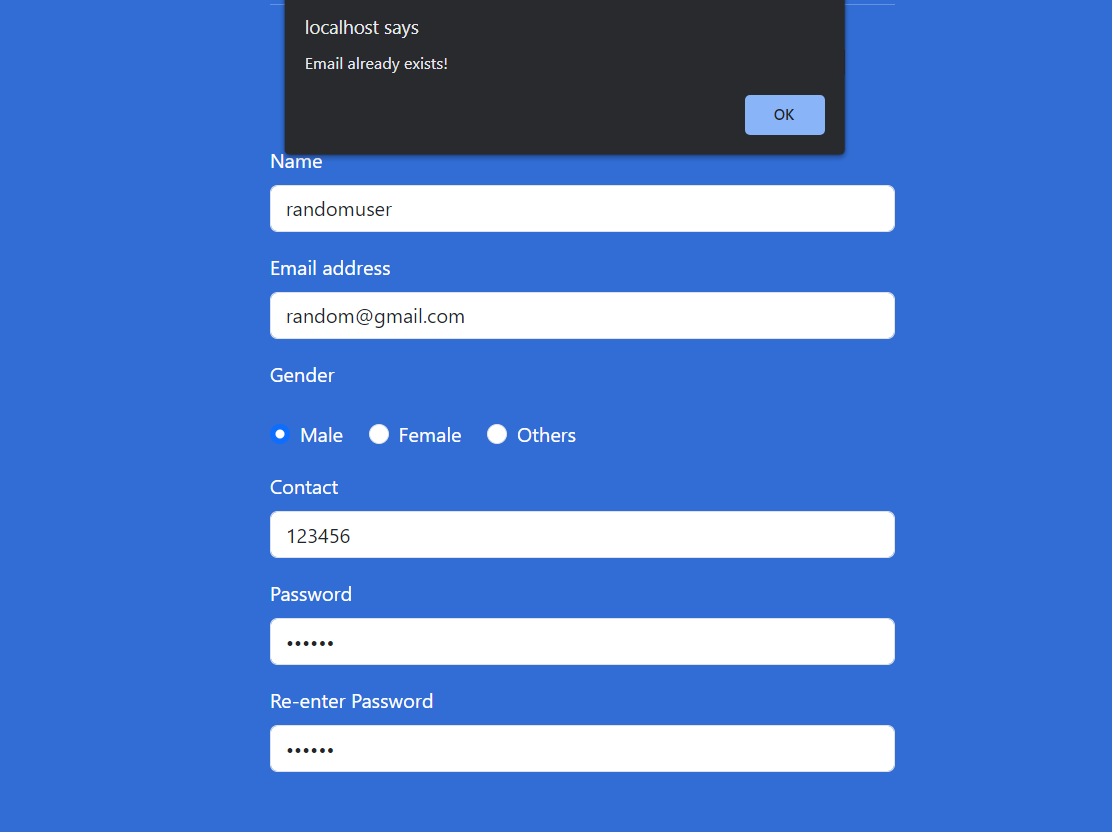 localhost says
Email already exists!
OK
Name
randomuser
Email address
random@gmail.com
Gender
Male Female Others
Contact
123456
Password
••••••
Re-enter Password
••••••